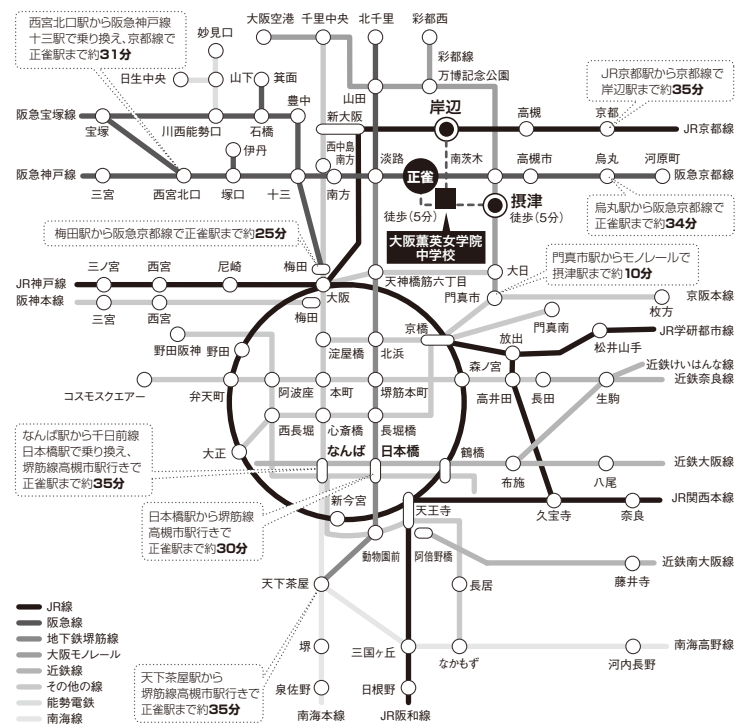 西宮北口駅から阪急神戸線
十三駅で乗り換え、京都線で
正雀駅まで約31分
妙見口
日生中央
山下
箕面
大阪空港
千里中央
北千里
彩都西
彩都線
万博記念公園
山田
豊中
新大阪
岸辺
高槻
京都
JR京都線
JR京都駅から京都線で
岸辺駅まで約35分
阪急宝塚線
宝塚
川西能勢口
石橋
伊丹
西中島
南方
淡路
正雀
南茨木
高槻市
烏丸
河原町
阪急神戸線
三宮
西宮北口
塚口
十三
南方
阪急京都線
徒歩(5分)
摂津
徒歩(5分)
大阪薫英女学院
中学校
烏丸駅から阪急京都線で
正雀駅まで約34分
梅田駅から阪急京都線で正雀駅まで約25分
梅田
門真市駅からモノレールで
摂津駅まで約10分
三ノ宮
西宮
尼崎
JR神戸線
大阪
天神橋筋六丁目
大日
門真市
京阪本線
枚方
阪神本線
三宮
西宮
梅田
門真南
京橋
放出
松井山手
JR学研都市線
野田阪神
野田
淀屋橋
北浜
森ノ宮
近鉄けいはんな線
近鉄奈良線
コスモスクエアー
弁天町
阿波座
本町
堺筋本町
高井田
長田
生駒
西長堀
心斎橋
長堀橋
大正
なんば
日本橋
鶴橋
布施
八尾
近鉄大阪線
なんば駅から千日前線
日本橋駅で乗り換え、
堺筋線高槻市駅行きで
正雀駅まで約35分
新今宮
天王寺
久宝寺
奈良
JR関西本線
日本橋駅から堺筋線
高槻市駅行きで
正雀駅まで約30分
動物園前
阿倍野橋
近鉄南大阪線
藤井寺
天下茶屋
長居
JR線
阪急線
地下鉄堺筋線
大阪モノレール
近鉄線
その他の線
能勢電鉄
南海線
堺
三国ヶ丘
なかもず
河内長野
南海高野線
天下茶屋駅から
堺筋線高槻市駅行きで
正雀駅まで約35分
泉佐野
日根野
南海本線
JR阪和線